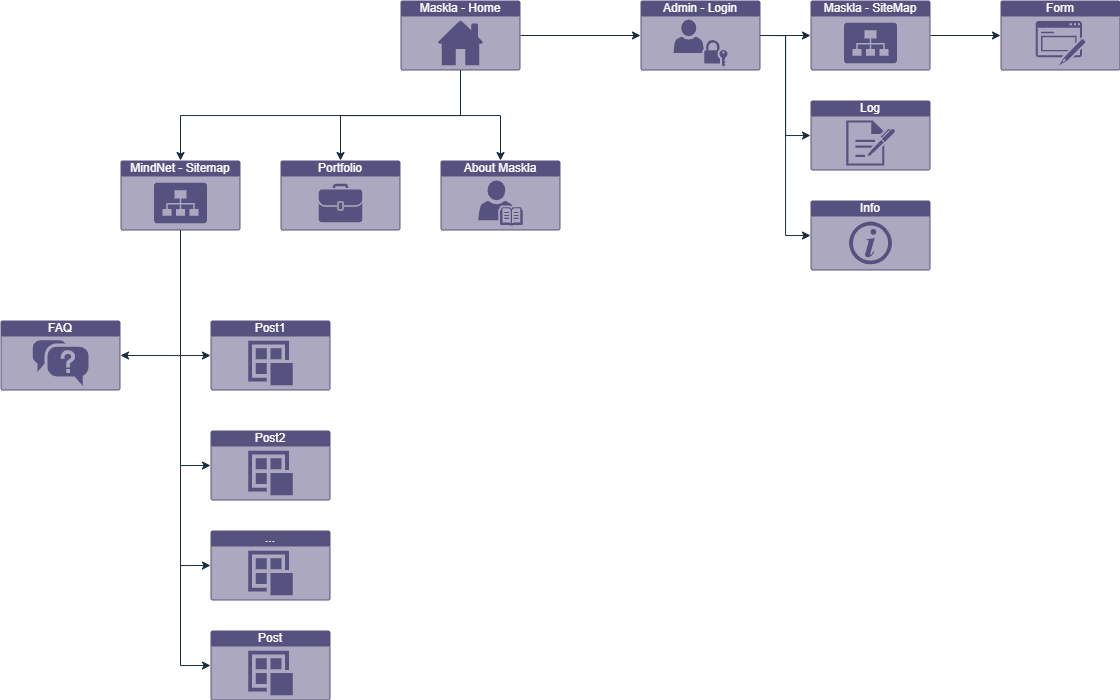 Maskla - Home
Admin - Login
Maskla - SiteMap
Form
Log
MindNet - Sitemap
Portfolio
About Maskla
Info
FAQ
Post1
Post2
...
Post